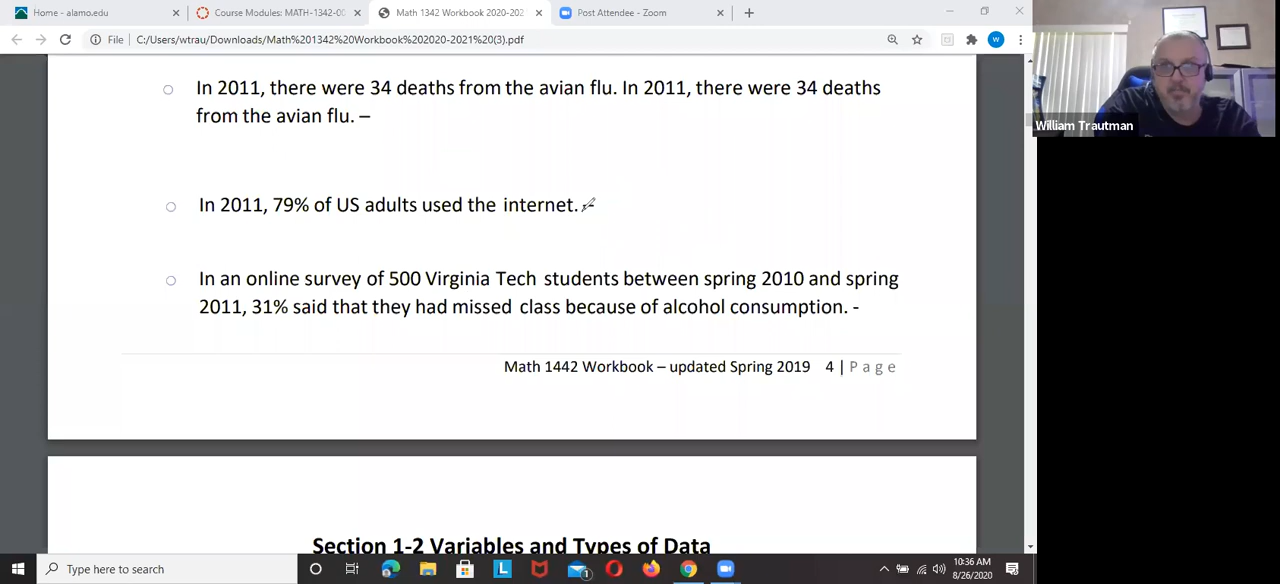 Home - alamo.edu
Course Modules: MATH-1342-00
Math 1342 Workbook 2020-202
Post Attendee - Zoom
File
C:/Users/wtrau/Downloads/Math%201342%20Workbook%202020-2021%20(3).pdf
W
In 2011, there were 34 deaths from the avian flu. In 2011, there were 34 deaths
from the avian flu. –
William Trautman
In 2011, 79% of US adults used the internet.
In an online survey of 500 Virginia Tech students between spring 2010 and spring
2011, 31% said that they had missed class because of alcohol consumption. -
Math 1442 Workbook – updated Spring 2019 4 | P a g e
Section 1-2 Variables and Types of Data
Type here to search
L
1
10:36 AM
8/26/2020